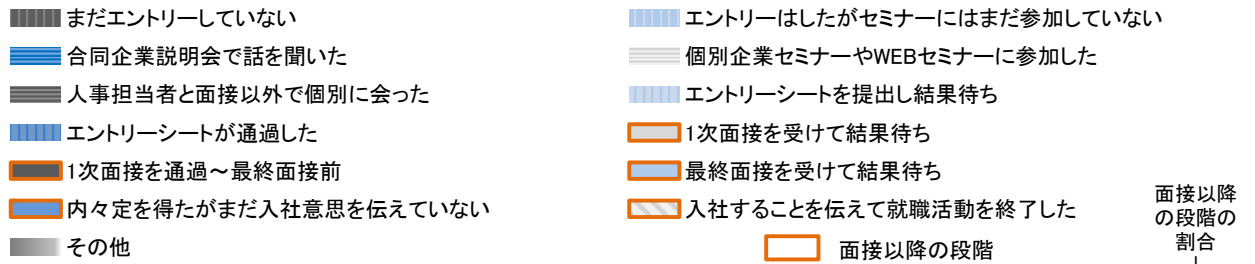 まだエントリーしていない
エントリーはしたがセミナーにはまだ参加していない
合同企業説明会で話を聞いた
個別企業セミナーやWEBセミナーに参加した
人事担当者と面接以外で個別に会った
エントリーシートを提出し結果待ち
エントリーシートが通過した
1次面接を受けて結果待ち
1次面接を通過～最終面接前
最終面接を受けて結果待ち
内々定を得たがまだ入社意思を伝えていない
入社することを伝えて就職活動を終了した
その他
面接以降の段階
面接以降
の段階の
割合